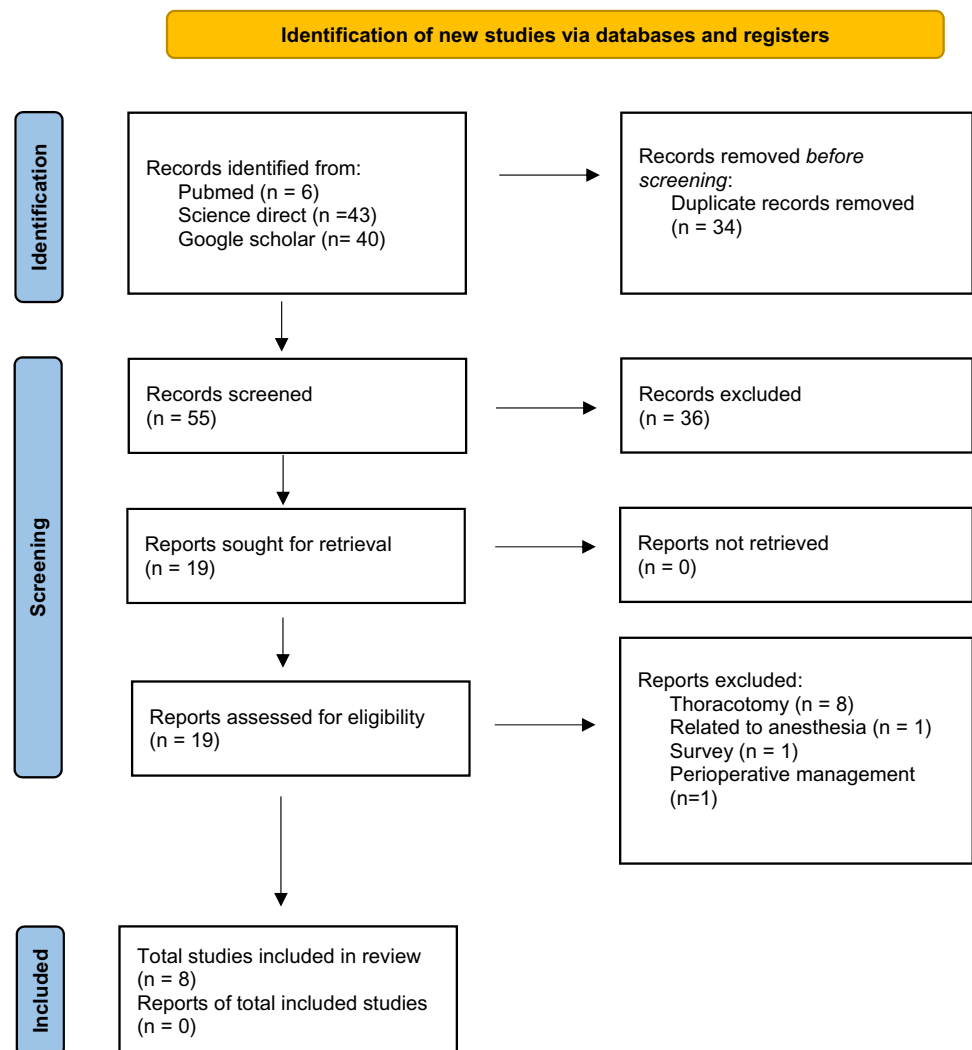 Identification of new studies via databases and registers
Identification
Records identified from:
Pubmed (n = 6)
Science direct (n =43)
Google scholar (n= 40)
Records removed before
screening:
Duplicate records removed
(n = 34)
Screening
Records screened
(n = 55)
Records excluded
(n = 36)
Reports sought for retrieval
(n = 19)
Reports not retrieved
(n = 0)
Reports assessed for eligibility
(n = 19)
Reports excluded:
Thoracotomy (n = 8)
Related to anesthesia (n = 1)
Survey (n = 1)
Perioperative management
(n=1)
Included
Total studies included in review
(n = 8)
Reports of total included studies
(n = 0)